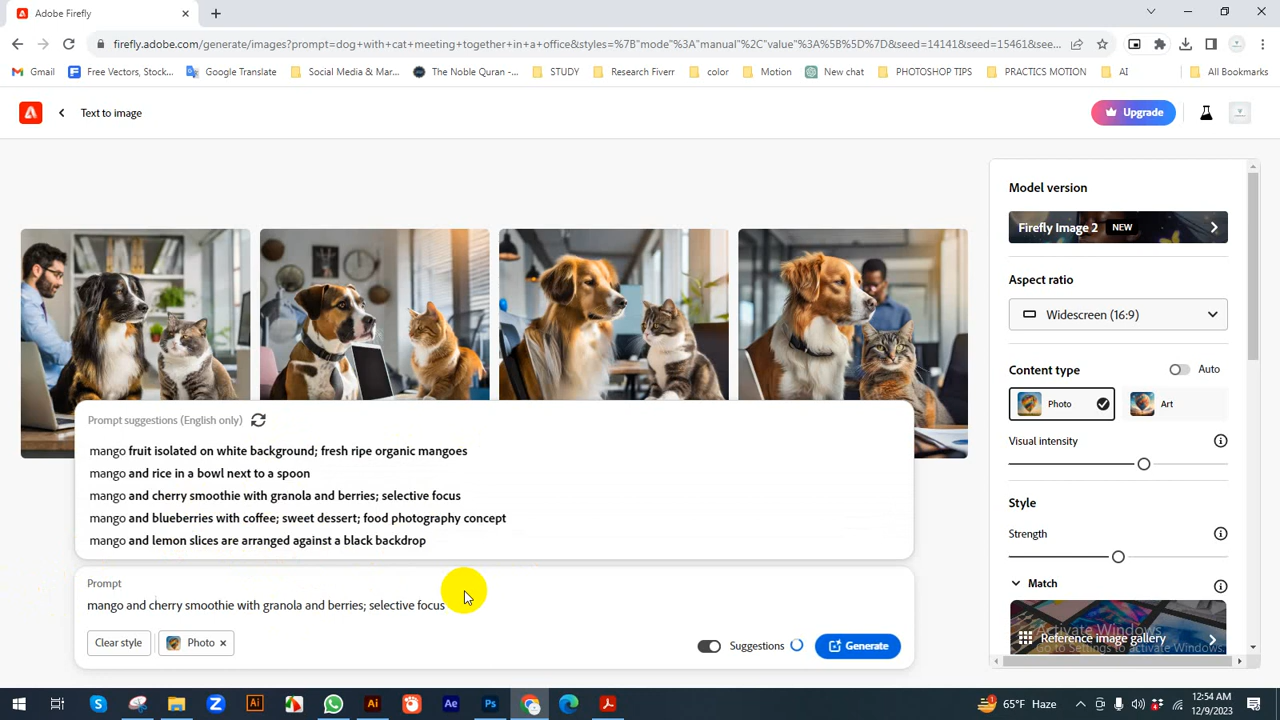 Adobe Firefly
firefly.adobe.com/generate/images?prompt=dog+with+cat+meeting+together+in+a+office&styles=%7B"mode"%3A"manual"%2C"value"%3A%5B%5D%7D&seed=14141&seed=15461&see...
Gmail Free Vectors, Stock... Google Translate Social Media & Mar... The Noble Quran -... STUDY Research Fiverr color Motion New chat PHOTOSHOP TIPS PRACTICS MOTION AI All Bookmarks
Text to image
Upgrade
Model version
Firefly Image 2 NEW
Aspect ratio
Widescreen (16:9)
Content type Auto
Photo Art
Visual intensity
Style
Strength
Match
Reference image gallery
Activate Windows
Go to Settings to activate Windows.
Prompt suggestions (English only)
mango fruit isolated on white background; fresh ripe organic mangoes
mango and rice in a bowl next to a spoon
mango and cherry smoothie with granola and berries; selective focus
mango and blueberries with coffee; sweet dessert; food photography concept
mango and lemon slices are arranged against a black backdrop
Prompt
mango and cherry smoothie with granola and berries; selective focus
Clear style Photo Suggestions Generate
65°F Haze
12:54 AM
12/9/2023